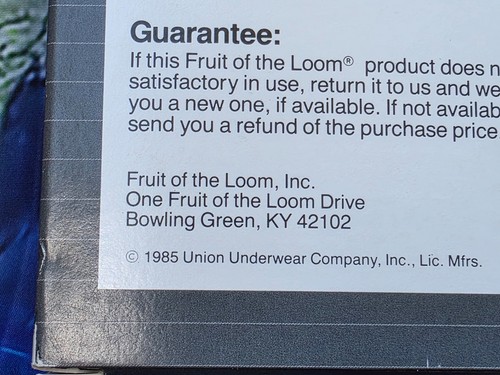 Guarantee:
If this Fruit of the Loom® product does
satisfactory in use, return it to us and we
you a new one, if available. If not
send you a refund of the purchase price
Fruit of the Loom, Inc.
One Fruit of the Loom Drive
Bowling Green, KY 42102
© 1985 Union Underwear Company, Inc., Lic. Mfrs.